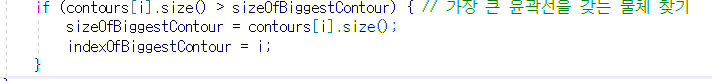 if (contours[i].size() > sizeOfBiggestContour) { // 가장 큰 윤곽선을 갖는 물체 찾기
sizeOfBiggestContour = contours[i].size();
indexOfBiggestContour = i;
}